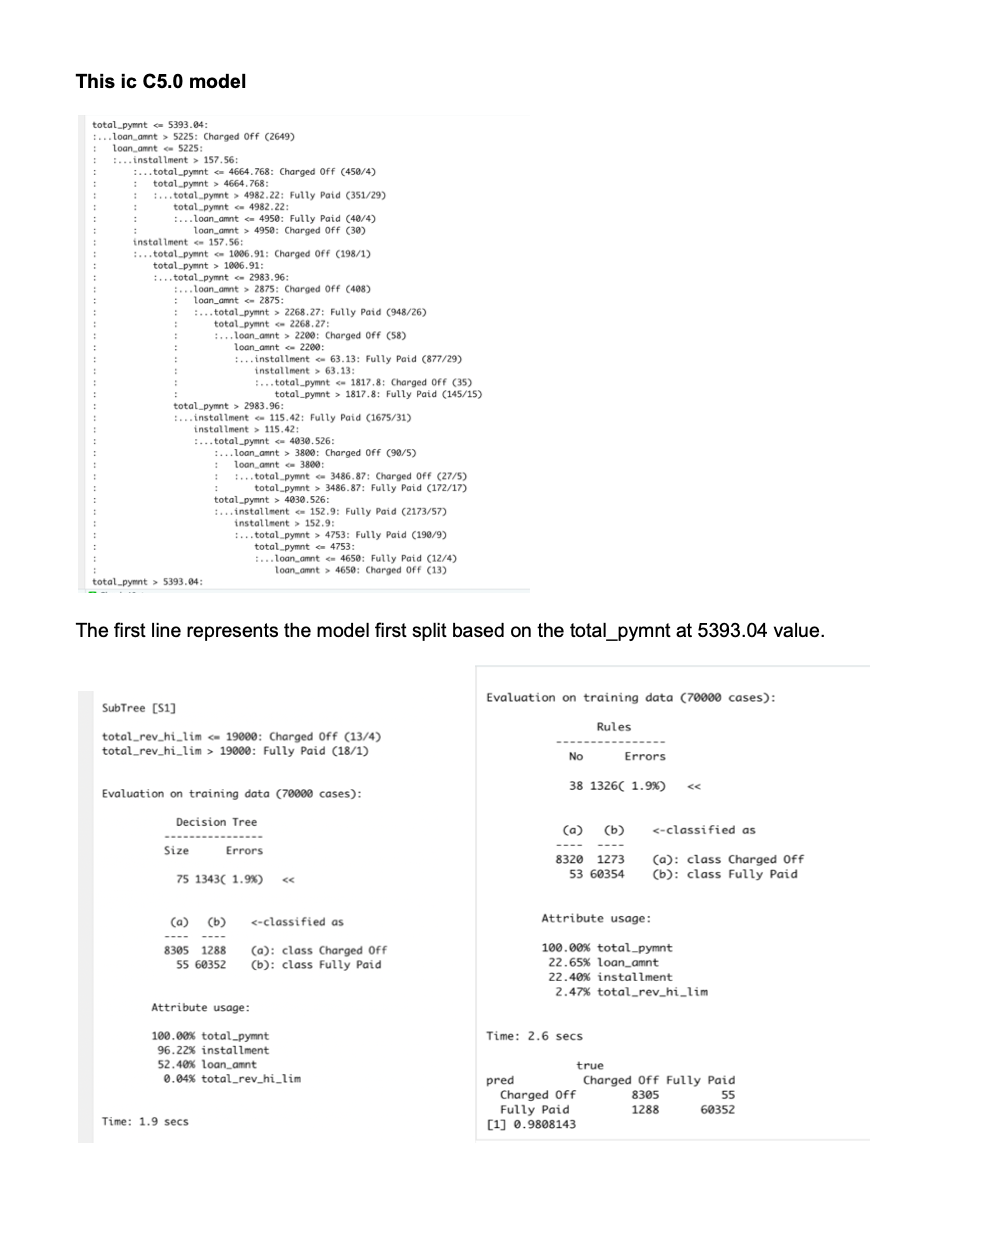 This ic C5.0 model
total_pymnt <= 5393.04:
:...loan_amnt > 5225: Charged Off (2649)
:   loan_amnt <= 5225:
:   :...installment > 157.56:
:       :...total_pymnt <= 4664.768: Charged Off (450/4)
:       :   total_pymnt > 4664.768:
:       :   :...total_pymnt > 4982.22: Fully Paid (351/29)
:       :       total_pymnt <= 4982.22:
:       :       :...loan_amnt <= 4950: Fully Paid (40/4)
:       :           loan_amnt > 4950: Charged Off (30)
:       installment <= 157.56:
:       :...total_pymnt <= 1006.91: Charged Off (198/1)
:           total_pymnt > 1006.91:
:           :...total_pymnt <= 2983.96:
:               :...loan_amnt > 2875: Charged Off (408)
:               :   loan_amnt <= 2875:
:               :   :...total_pymnt > 2268.27: Fully Paid (948/26)
:               :       total_pymnt <= 2268.27:
:               :       :...loan_amnt > 2200: Charged Off (58)
:               :           loan_amnt <= 2200:
:               :           :...installment <= 63.13: Fully Paid (877/29)
:               :               installment > 63.13:
:               :               :...total_pymnt <= 1817.8: Charged Off (35)
:               :                   total_pymnt > 1817.8: Fully Paid (145/15)
:               total_pymnt > 2983.96:
:               :...installment <= 115.42: Fully Paid (1675/31)
:                   installment > 115.42:
:                   :...total_pymnt <= 4030.526:
:                       :...loan_amnt > 3800: Charged Off (90/5)
:                       :   loan_amnt <= 3800:
:                       :   :...total_pymnt <= 3486.87: Charged Off (27/5)
:                       :       total_pymnt > 3486.87: Fully Paid (172/17)
:                       total_pymnt > 4030.526:
:                       :...installment <= 152.9: Fully Paid (2173/57)
:                           installment > 152.9:
:                           :...total_pymnt > 4753: Fully Paid (190/9)
:                               total_pymnt <= 4753:
:                               :...loan_amnt <= 4650: Fully Paid (12/4)
:                                   loan_amnt > 4650: Charged Off (13)
total_pymnt > 5393.04:
The first line represents the model first split based on the total_pymnt at 5393.04 value.
SubTree [S1]
total_rev_hi_lim <= 19000: Charged Off (13/4)
total_rev_hi_lim > 19000: Fully Paid (18/1)
Evaluation on training data (70000 cases):
Decision Tree
----------------
Size Errors
75 1343( 1.9%) <<
(a) (b) <-classified as
---- ----
8305 1288 (a): class Charged Off
55 60352 (b): class Fully Paid
Attribute usage:
100.00% total_pymnt
96.22% installment
52.40% loan_amnt
0.04% total_rev_hi_lim
Time: 1.9 secs
Evaluation on training data (70000 cases):
Rules
----------------
No Errors
38 1326( 1.9%) <<
(a) (b) <-classified as
---- ----
8320 1273 (a): class Charged Off
53 60354 (b): class Fully Paid
Attribute usage:
100.00% total_pymnt
22.65% loan_amnt
22.40% installment
2.47% total_rev_hi_lim
Time: 2.6 secs
true
pred Charged Off Fully Paid
Charged Off 8305 55
Fully Paid 1288 60352
[1] 0.9808143